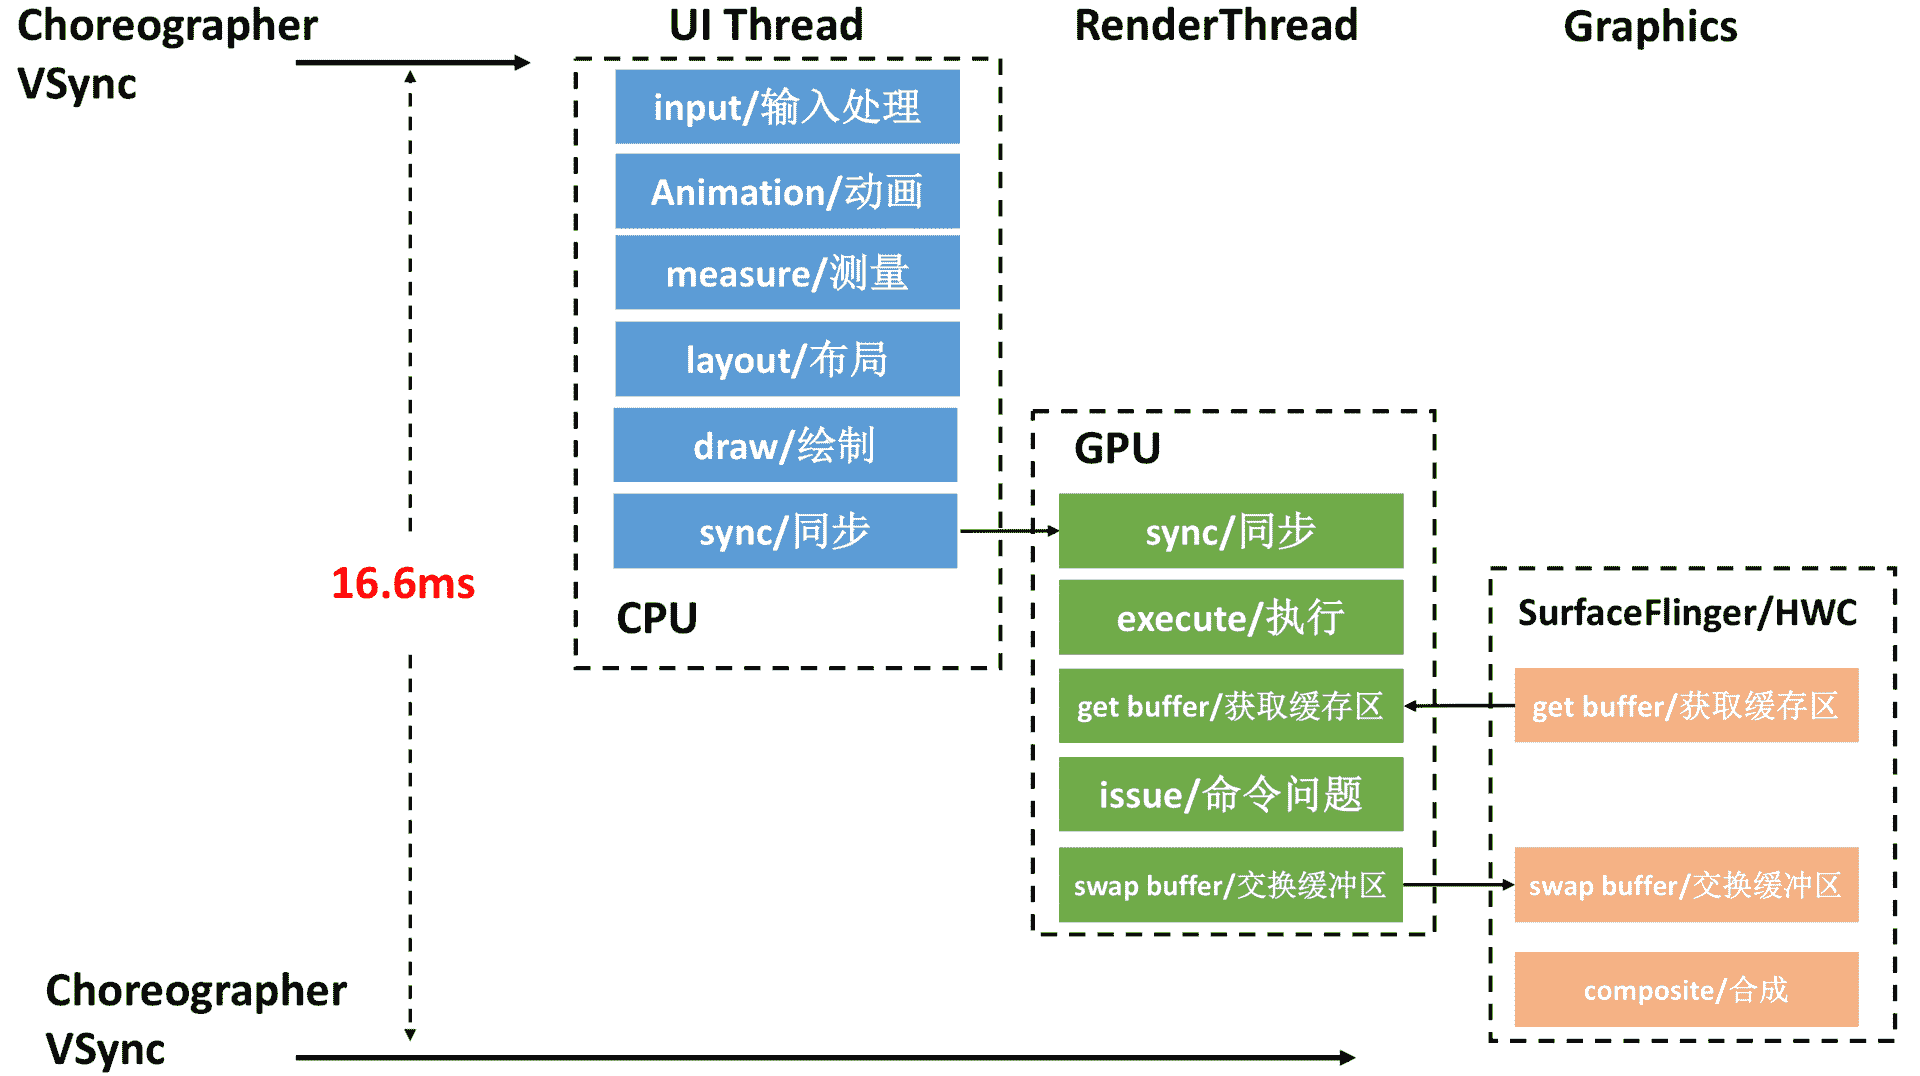 Choreographer
VSync
UI Thread
RenderThread
Graphics
input/输入处理
Animation/动画
measure/测量
layout/布局
draw/绘制
sync/同步
CPU
16.6ms
GPU
sync/同步
execute/执行
get buffer/获取缓存区
issue/命令问题
swap buffer/交换缓冲区
SurfaceFlinger/HWC
get buffer/获取缓存区
swap buffer/交换缓冲区
composite/合成
Choreographer
VSync